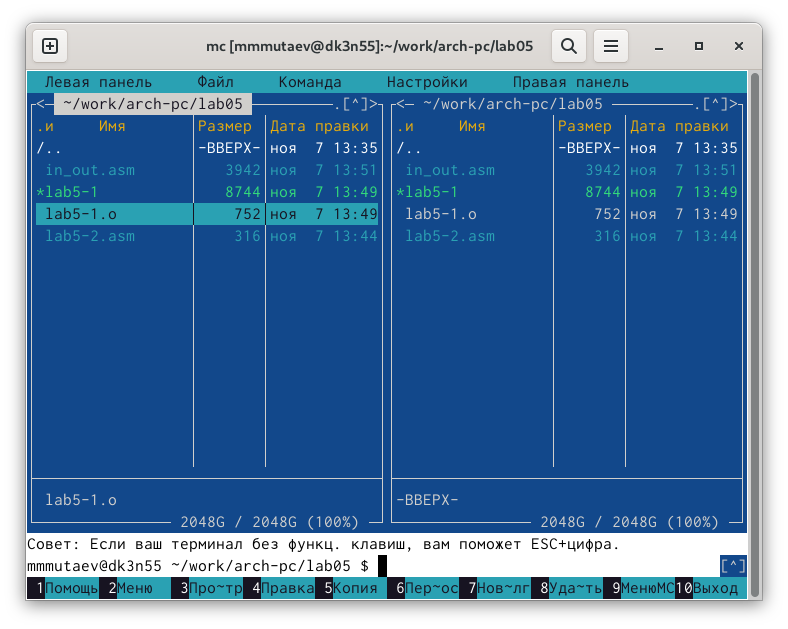 mc [mmmutaev@dk3n55]:~/work/arch-pc/lab05
Левая панель Файл Команда Настройки Правая панель
<— ~/work/arch-pc/lab05 —.[^]> <— ~/work/arch-pc/lab05 —.[^]>
.и Имя Размер Дата правки .и Имя Размер Дата правки
/.. -ВВЕРХ- ноя 7 13:35 /.. -ВВЕРХ- ноя 7 13:35
in_out.asm 3942 ноя 7 13:51 in_out.asm 3942 ноя 7 13:51
*lab5-1 8744 ноя 7 13:49 *lab5-1 8744 ноя 7 13:49
lab5-1.o 752 ноя 7 13:49 lab5-1.o 752 ноя 7 13:49
lab5-2.asm 316 ноя 7 13:44 lab5-2.asm 316 ноя 7 13:44
lab5-1.o -ВВЕРХ-
2048G / 2048G (100%) 2048G / 2048G (100%)
Совет: Если ваш терминал без функц. клавиш, вам поможет ESC+цифра.
mmmutaev@dk3n55 ~/work/arch-pc/lab05 $ [^]
1Помощь 2Меню 3Про~тр 4Правка 5Копия 6Пер~ос 7Нов~лг 8Уда~ть 9МенюMC 10Выход